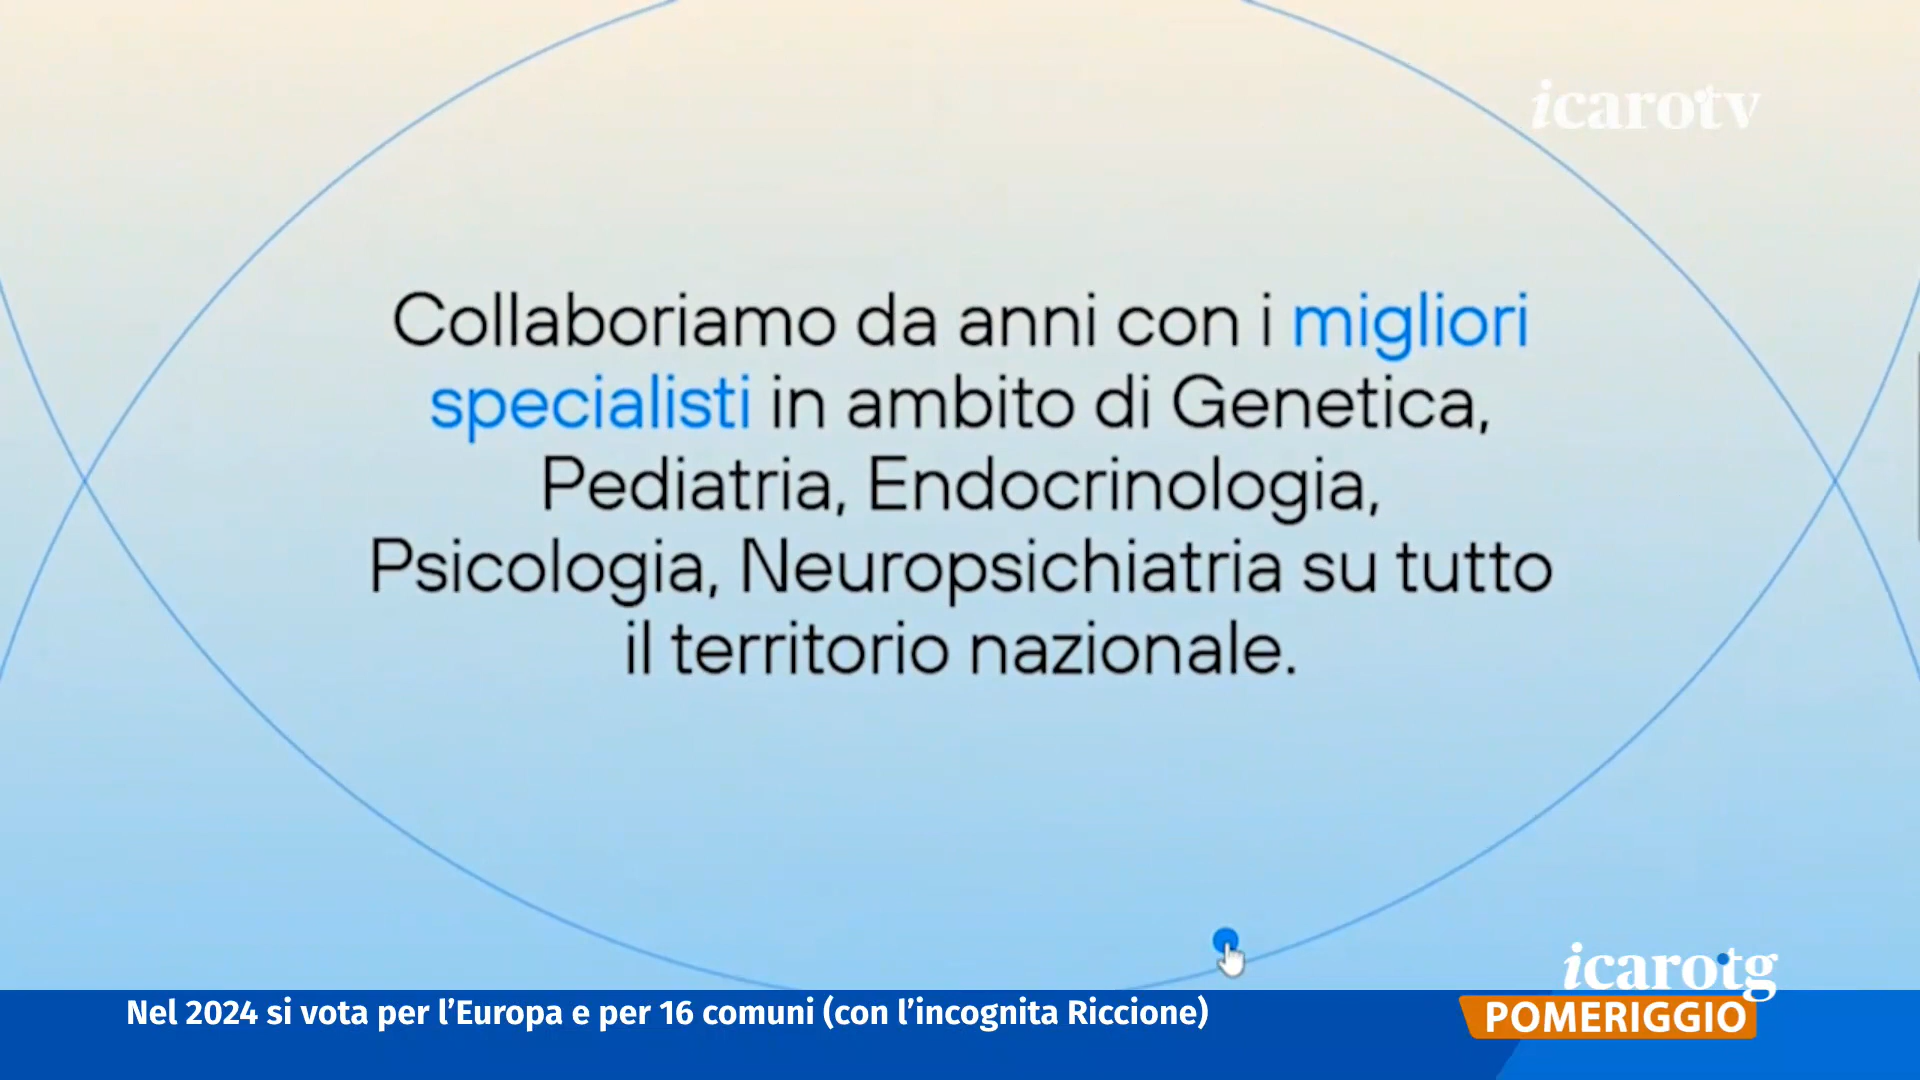 icarotv
Collaboriamo da anni con i migliori
specialisti in ambito di Genetica,
Pediatria, Endocrinologia,
Psicologia, Neuropsichiatria su tutto
il territorio nazionale.
icarotg
Nel 2024 si vota per l’Europa e per 16 comuni (con l’incognita Riccione)
POMERIGGIO